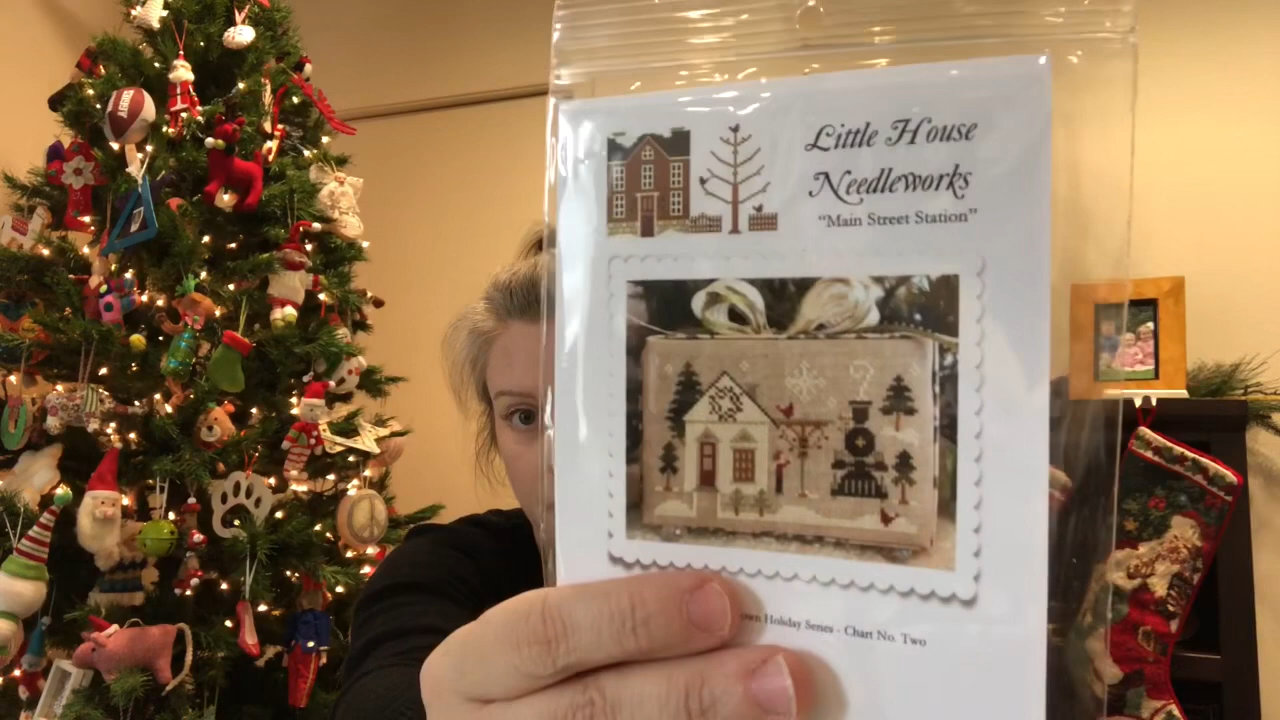 Little House
Needleworks
"Main Street Station"
Holiday Series - Chart No. Two